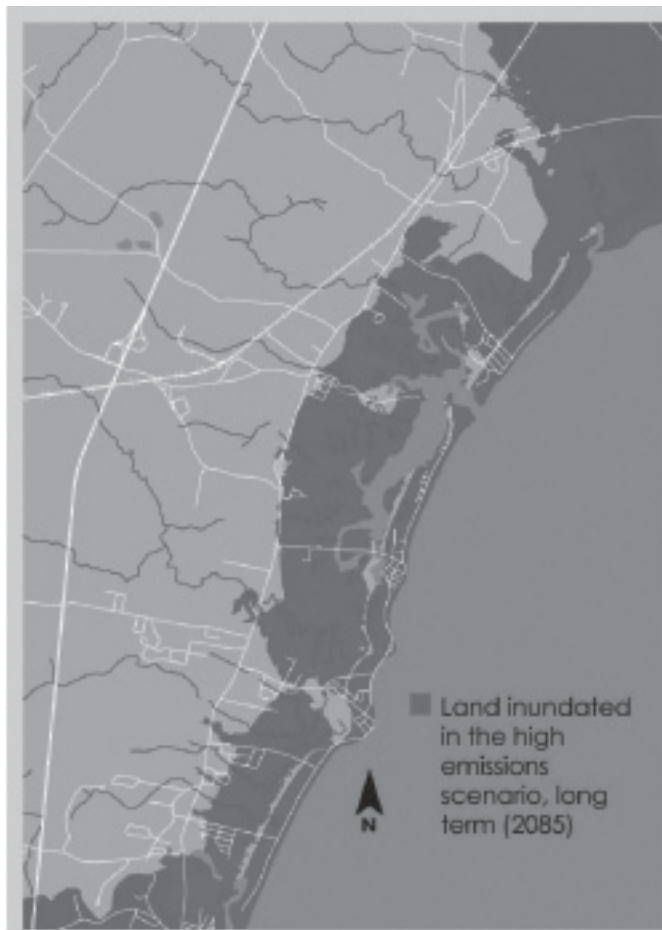 Land inundated
in the high
emissions
scenario, long
term (2085)
N